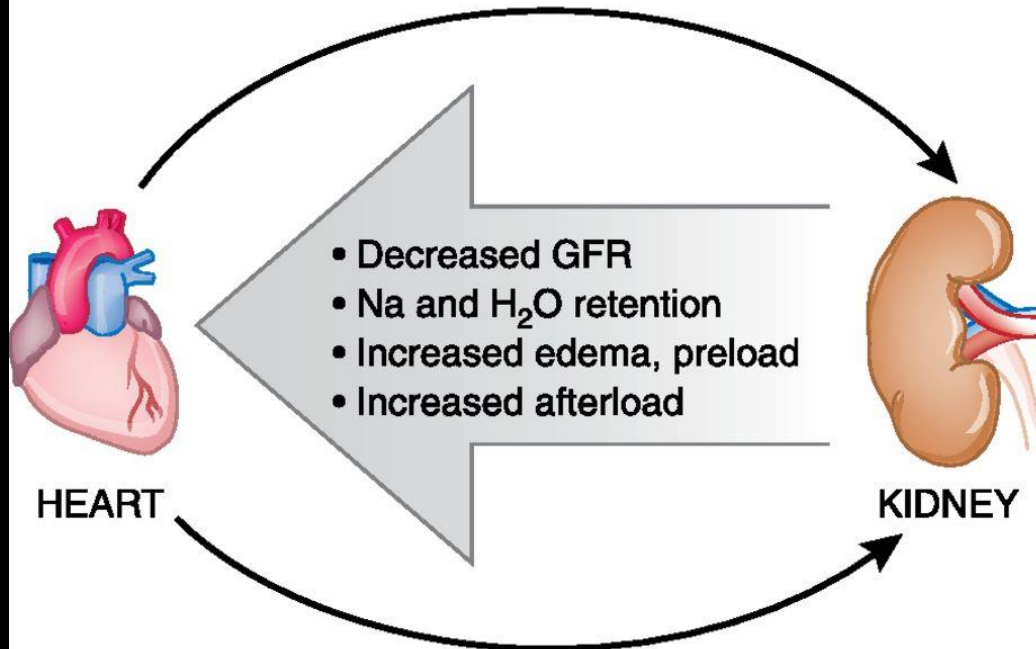 • Decreased GFR
• Na and H₂O retention
• Increased edema, preload
• Increased afterload
HEART
KIDNEY